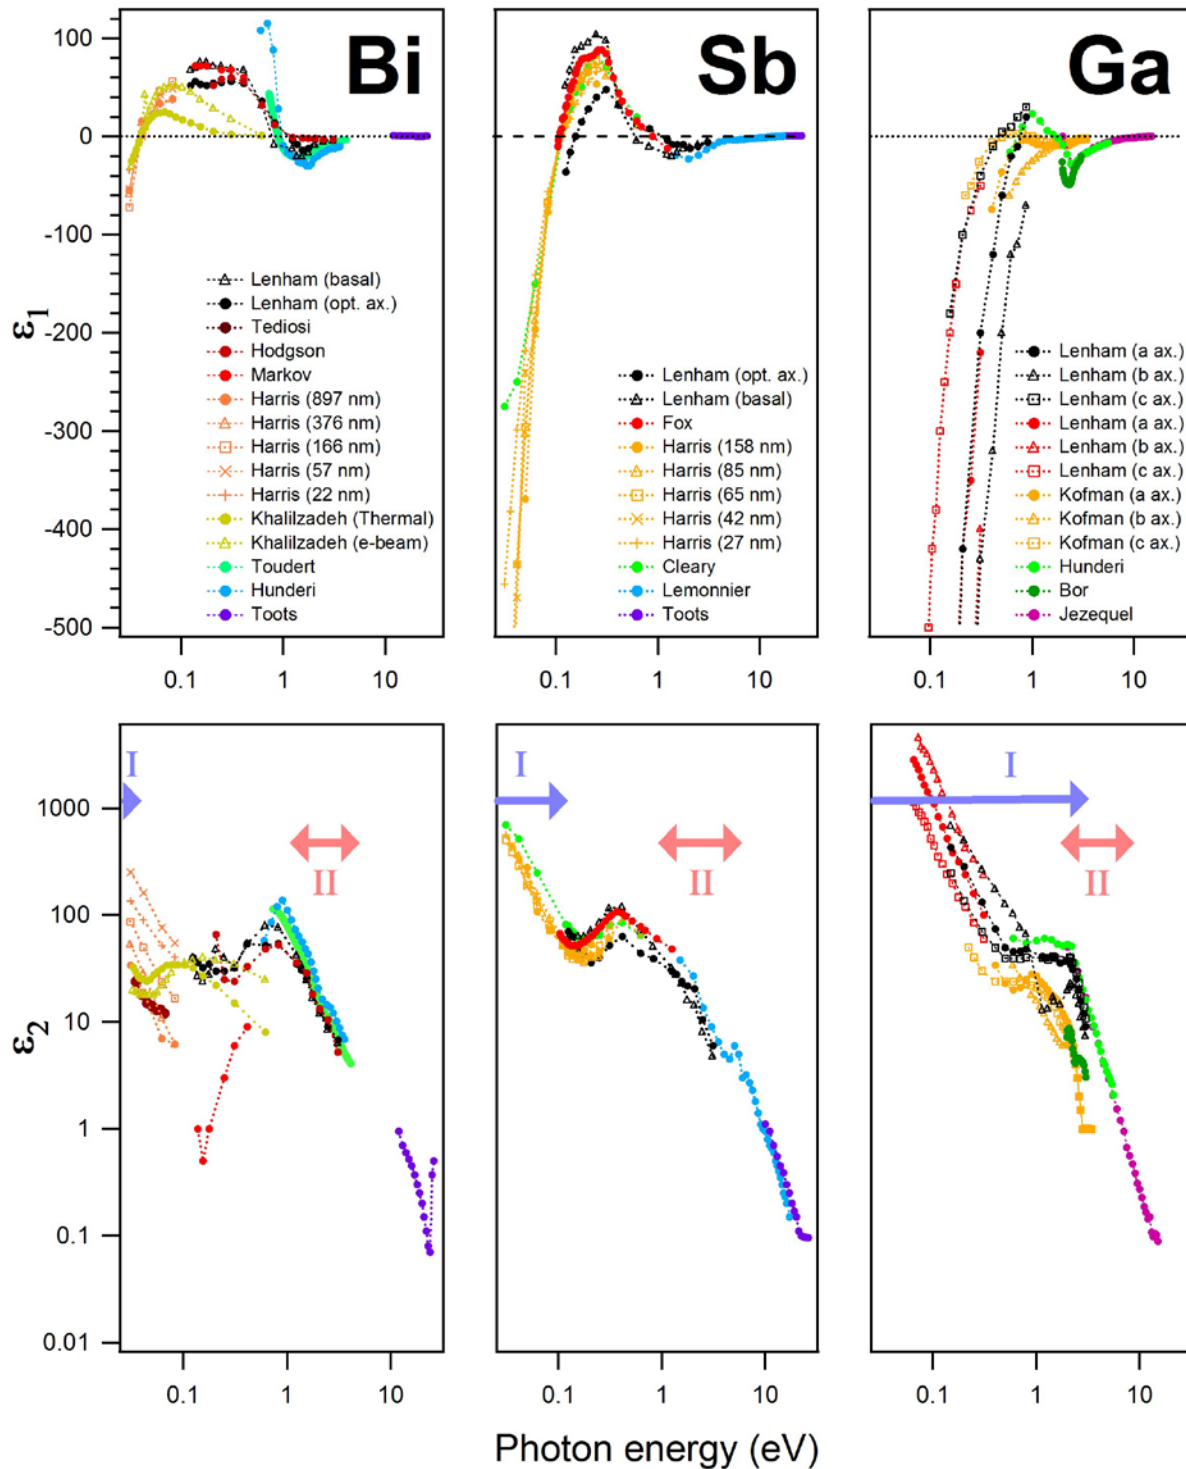 Bi
Sb
Ga
100
0
-100
-200
-300
-400
-500
ε1
Lenham (basal)
Lenham (opt. ax.)
Tediosi
Hodgson
Markov
Harris (897 nm)
Harris (376 nm)
Harris (166 nm)
Harris (57 nm)
Harris (22 nm)
Khalilzadeh (Thermal)
Khalilzadeh (e-beam)
Toudert
Hunderi
Toots
Lenham (opt. ax.)
Lenham (basal)
Fox
Harris (158 nm)
Harris (85 nm)
Harris (65 nm)
Harris (42 nm)
Harris (27 nm)
Cleary
Lemonnier
Toots
Lenham (a ax.)
Lenham (b ax.)
Lenham (c ax.)
Lenham (a ax.)
Lenham (b ax.)
Lenham (c ax.)
Kofman (a ax.)
Kofman (b ax.)
Kofman (c ax.)
Hunderi
Bor
Jezequel
0.1 1 10
0.1 1 10
0.1 1 10
1000
100
10
1
0.1
0.01
ε2
I
II
I
II
I
II
0.1 1 10
0.1 1 10
0.1 1 10
Photon energy (eV)